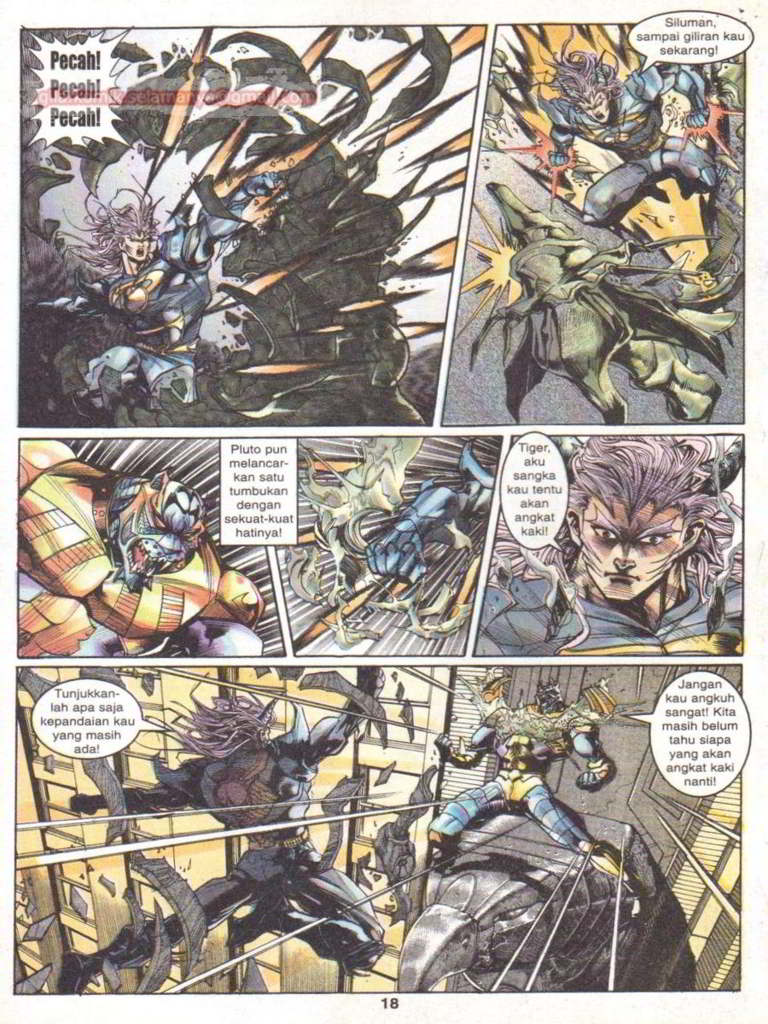 Pecah!
Pecah!
Pecah!
Siluman,
sampai giliran kau
sekarang!
Pluto pun
melancar-
kan satu
tumbukan
dengan
sekuat-kuat
hatinya!
Tiger,
aku
sangka
kau tentu
akan
angkat
kaki!
Tunjukkan-
lah apa saja
kepandaian kau
yang masih
ada!
Jangan
kau angkuh
sangat! Kita
masih belum
tahu siapa
yang akan
angkat kaki
nanti!
18